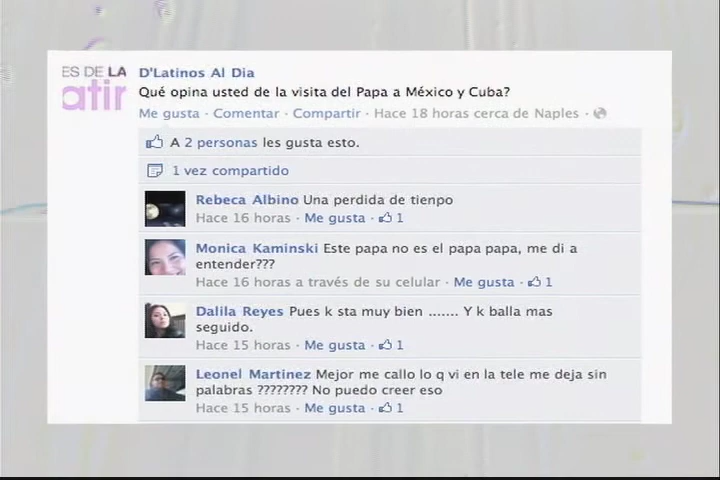 ES DE LA
atin
D'Latinos Al Dia
Qué opina usted de la visita del Papa a México y Cuba?
Me gusta · Comentar · Compartir · Hace 18 horas cerca de Naples ·
A 2 personas les gusta esto.
1 vez compartido
Rebeca Albino Una perdida de tienpo
Hace 16 horas · Me gusta · 1
Monica Kaminski Este papa no es el papa papa, me di a
entender???
Hace 16 horas a través de su celular · Me gusta · 1
Dalila Reyes Pues k sta muy bien ....... Y k balla mas
seguido.
Hace 15 horas · Me gusta · 1
Leonel Martinez Mejor me callo lo q vi en la tele me deja sin
palabras ???????? No puedo creer eso
Hace 15 horas · Me gusta · 1